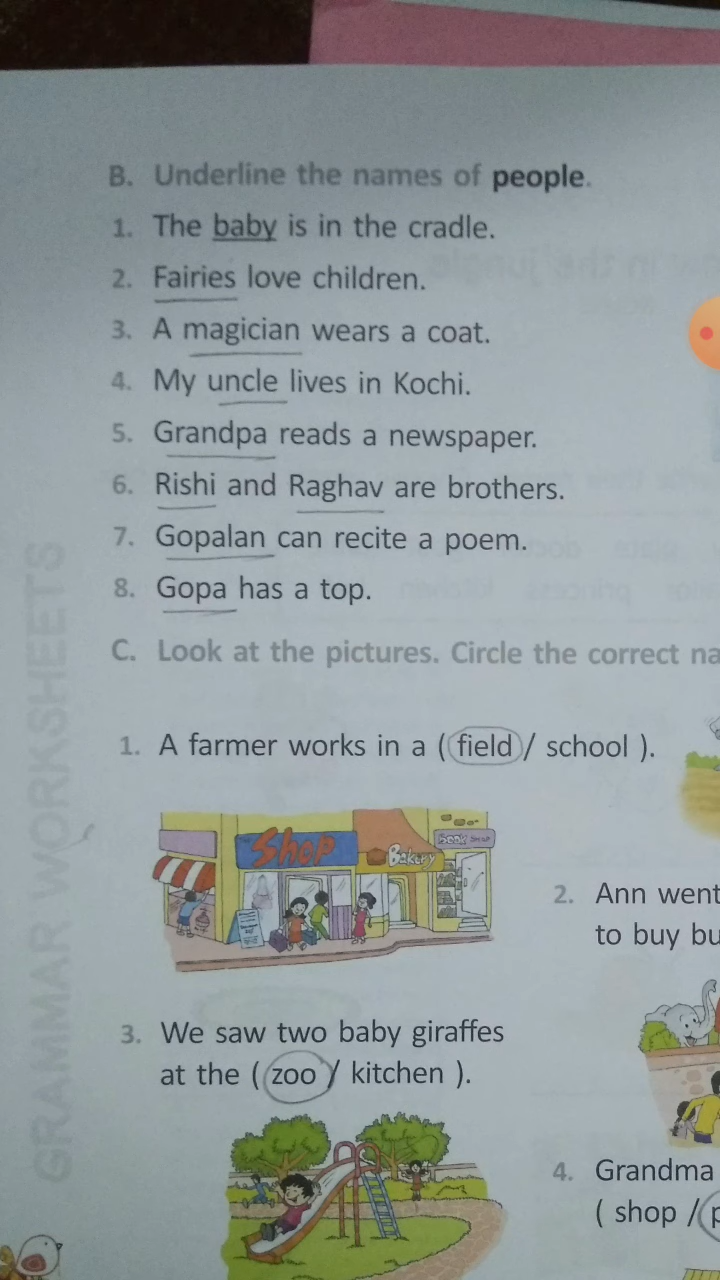 B. Underline the names of people.
1. The baby is in the cradle.
2. Fairies love children.
3. A magician wears a coat.
4. My uncle lives in Kochi.
5. Grandpa reads a newspaper.
6. Rishi and Raghav are brothers.
7. Gopalan can recite a poem.
8. Gopa has a top.
C. Look at the pictures. Circle the correct na
1. A farmer works in a ( field / school ).
Shop
Bakery
book shop
2. Ann went
to buy bu
3. We saw two baby giraffes
at the ( zoo / kitchen ).
4. Grandma
( shop / p
GRAMMAR WORKSHEETS